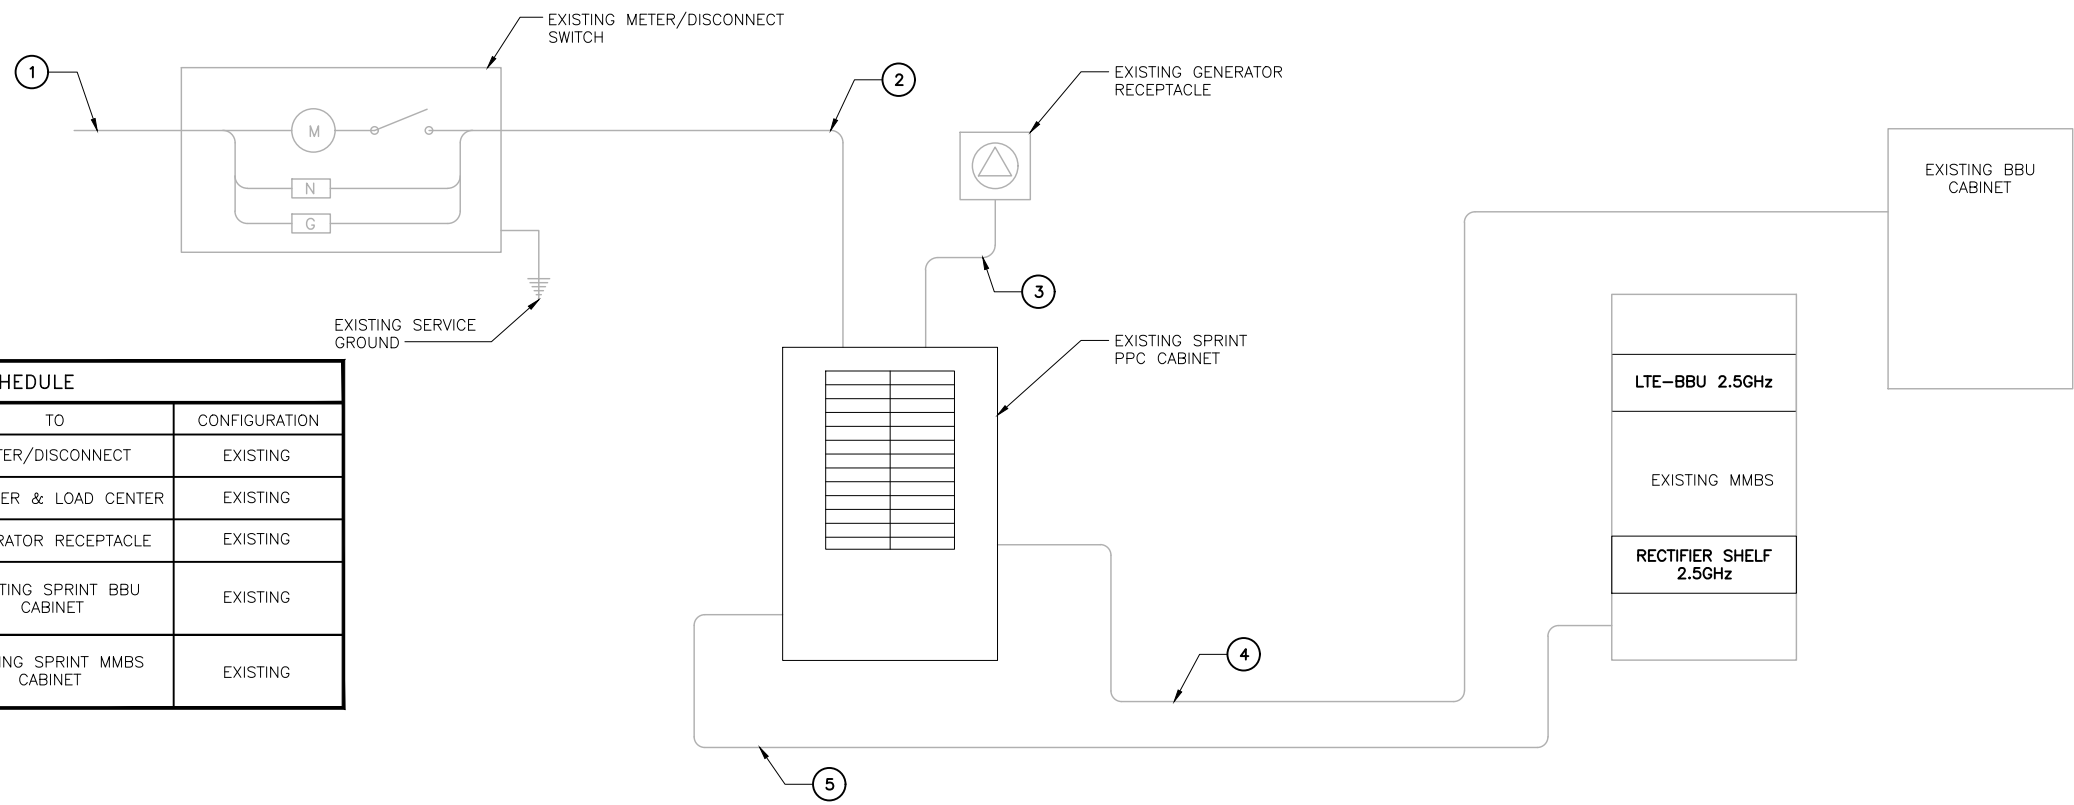 EXISTING METER/DISCONNECT
SWITCH
1
2
EXISTING GENERATOR
RECEPTACLE
M
N
G
EXISTING BBU
CABINET
3
EXISTING SERVICE
GROUND
EXISTING SPRINT
PPC CABINET
LTE-BBU 2.5GHz
EXISTING MMBS
RECTIFIER SHELF
2.5GHz
4
5
HEDULE
TO CONFIGURATION
TER/DISCONNECT EXISTING
ER & LOAD CENTER EXISTING
RATOR RECEPTACLE EXISTING
TING SPRINT BBU
CABINET
EXISTING
NG SPRINT MMBS
CABINET
EXISTING